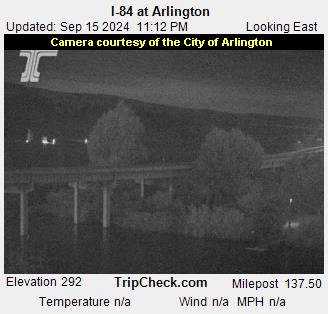 I-84 at Arlington
Updated: Sep 15 2024 11:12 PM Looking East
Camera courtesy of the City of Arlington
Elevation 292 TripCheck.com Milepost 137.50
Temperature n/a Wind n/a MPH n/a